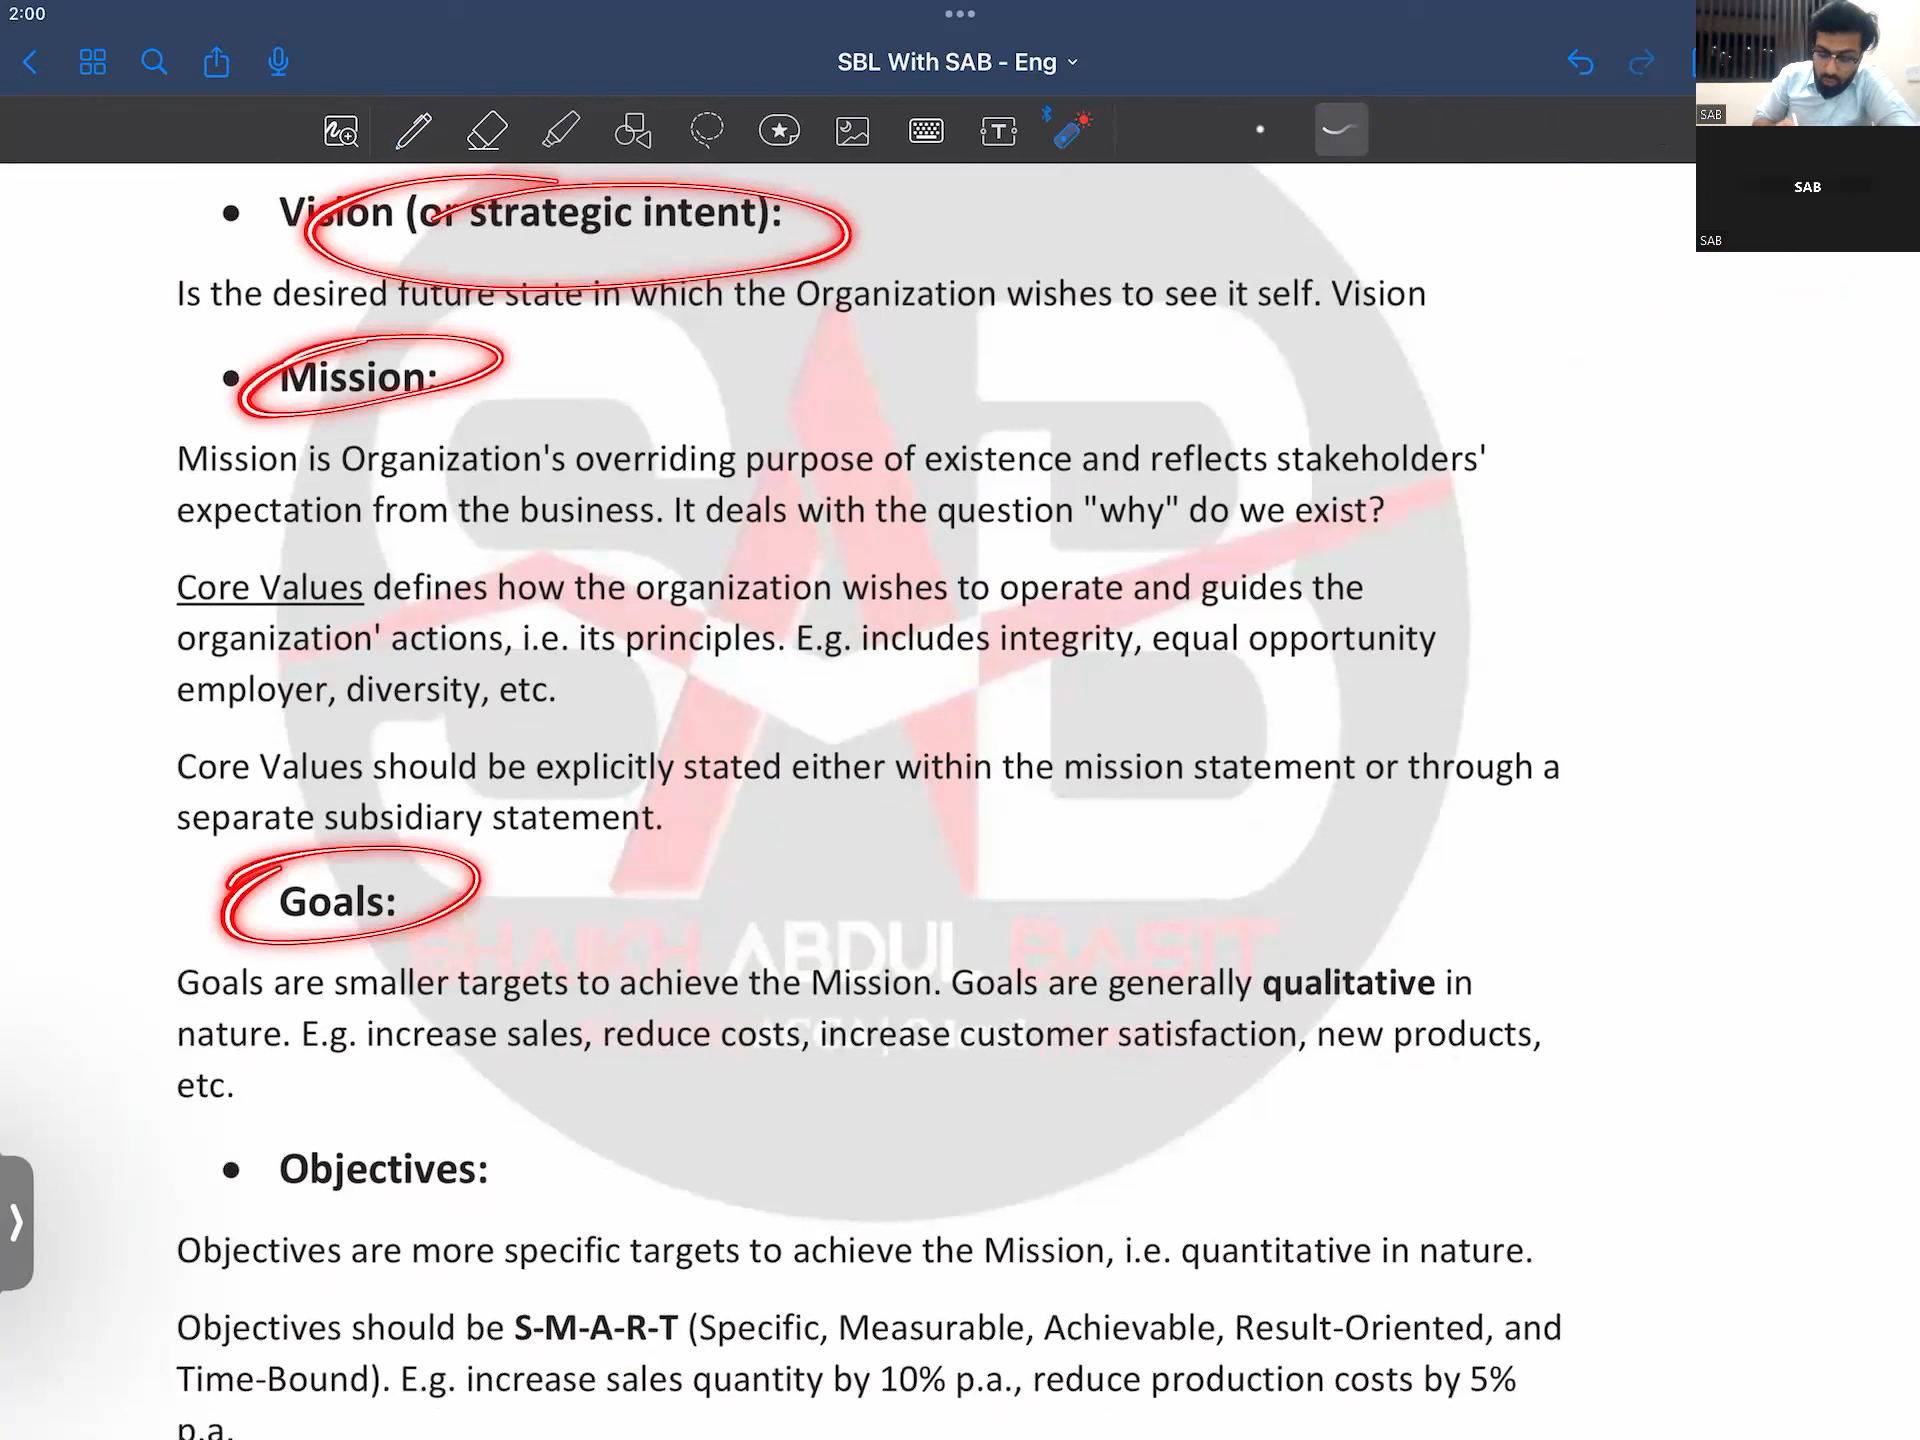 2:00
SBL With SAB - Eng
SAB
SAB
SAB
• Vision (or strategic intent):
Is the desired future state in which the Organization wishes to see it self. Vision
• Mission:
Mission is Organization's overriding purpose of existence and reflects stakeholders'
expectation from the business. It deals with the question "why" do we exist?
Core Values defines how the organization wishes to operate and guides the
organization' actions, i.e. its principles. E.g. includes integrity, equal opportunity
employer, diversity, etc.
Core Values should be explicitly stated either within the mission statement or through a
separate subsidiary statement.
Goals:
SHAIKH ABDUL BASIT
Goals are smaller targets to achieve the Mission. Goals are generally qualitative in
nature. E.g. increase sales, reduce costs, increase customer satisfaction, new products,
etc.
• Objectives:
Objectives are more specific targets to achieve the Mission, i.e. quantitative in nature.
Objectives should be S-M-A-R-T (Specific, Measurable, Achievable, Result-Oriented, and
Time-Bound). E.g. increase sales quantity by 10% p.a., reduce production costs by 5%
p.a.